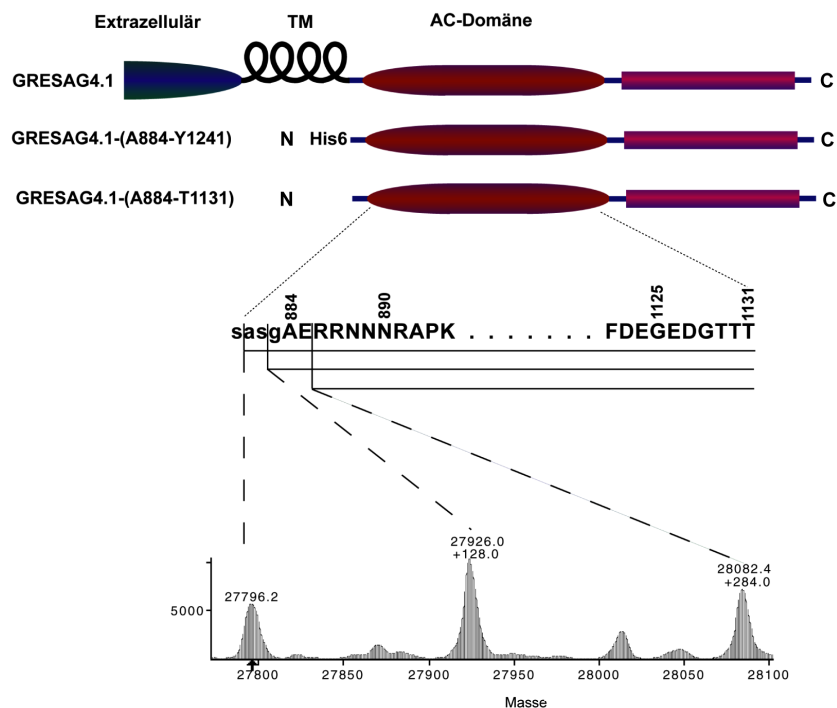 Extrazellulär TM AC-Domäne
GRESAG4.1 C
GRESAG4.1-(A884-Y1241) N His6 C
GRESAG4.1-(A884-T1131) N C
884 890 1125 1131
sasgAERRNNNRAPK . . . . . . . FDEGEDGTTT
27926.0
+128.0
28082.4
+284.0
27796.2
5000
27800 27850 27900 27950 28000 28050 28100
Masse